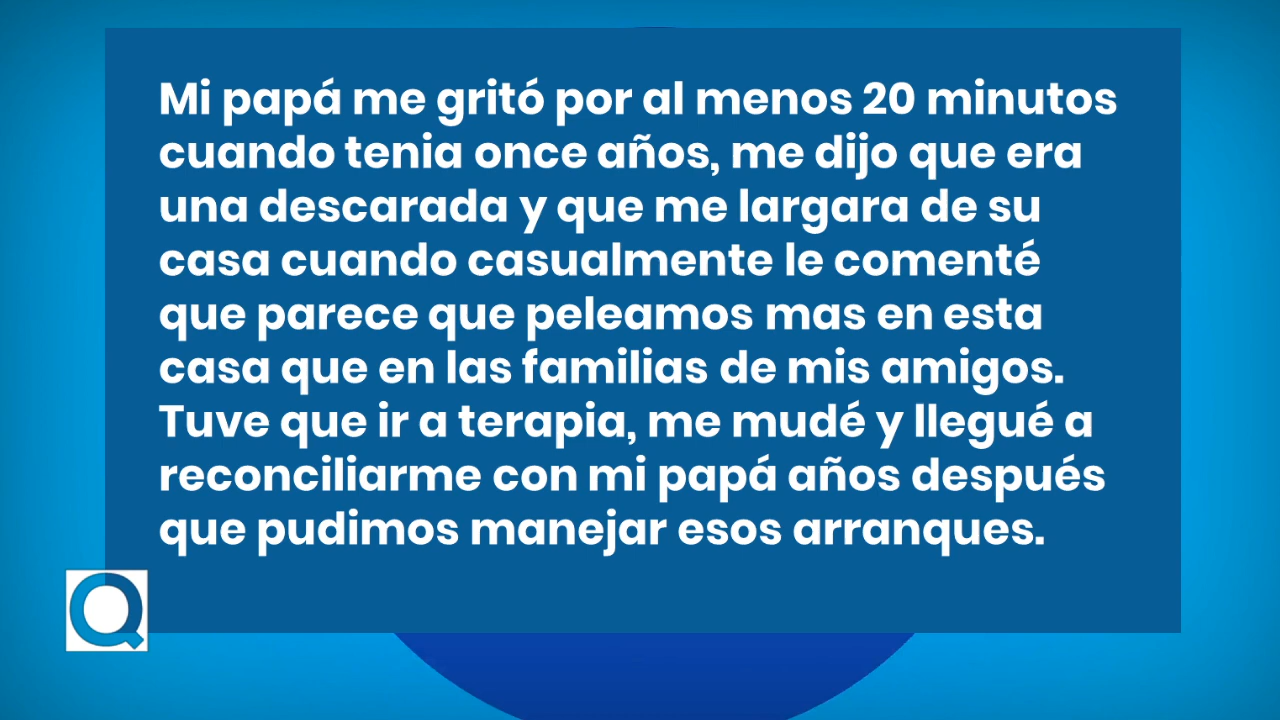 Mi papá me gritó por al menos 20 minutos
cuando tenia once años, me dijo que era
una descarada y que me largara de su
casa cuando casualmente le comenté
que parece que peleamos mas en esta
casa que en las familias de mis amigos.
Tuve que ir a terapia, me mudé y llegué a
reconciliarme con mi papá años después
que pudimos manejar esos arranques.
Q